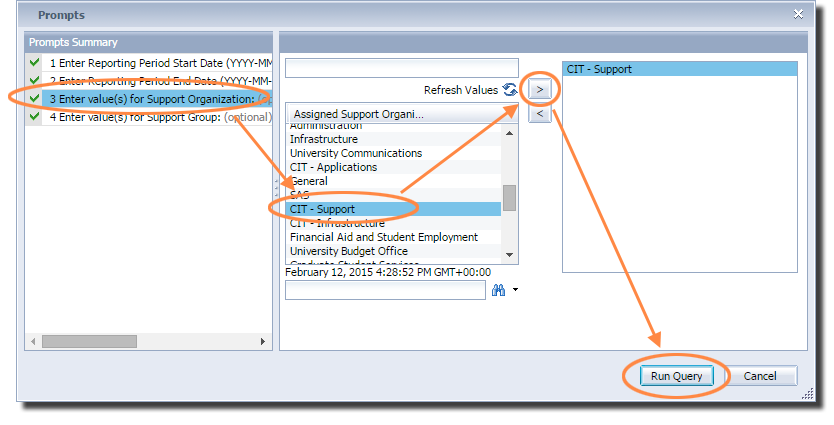 Prompts
Prompts Summary
1 Enter Reporting Period Start Date (YYYY-MM
2 Enter Reporting Period End Date (YYYY-MM-
3 Enter value(s) for Support Organization: (op
4 Enter value(s) for Support Group: (optional)
Refresh Values
>
<
Assigned Support Organi...
Administration
Infrastructure
University Communications
CIT - Applications
General
SAS
CIT - Support
CIT - Infrastructure
Financial Aid and Student Employment
University Budget Office
Graduate Student Services
February 12, 2015 4:28:52 PM GMT+00:00
CIT - Support
Run Query
Cancel